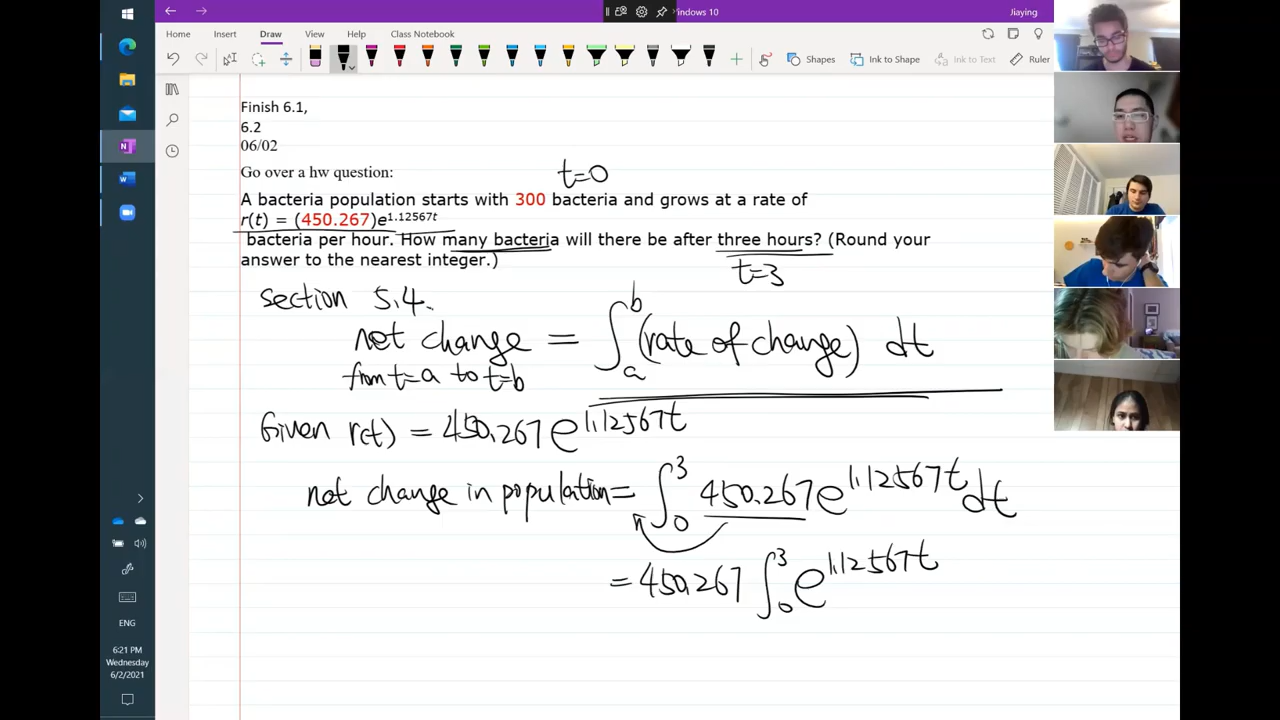 indows 10
Jiaying
Home Insert Draw View Help Class Notebook
Shapes Ink to Shape Ink to Text Ruler
Finish 6.1,
6.2
06/02
Go over a hw question:
t=0
A bacteria population starts with 300 bacteria and grows at a rate of
r(t) = (450.267)e^1.12567t
bacteria per hour. How many bacteria will there be after three hours? (Round your
answer to the nearest integer.)
t=3
section 5.4.
net change = ∫_a^b (rate of change) dt
from t=a to t=b
Given r(t) = 450.267 e^1.12567t
net change in population = ∫_0^3 450.267 e^1.12567t dt
= 450.267 ∫_0^3 e^1.12567t
ENG
6:21 PM
Wednesday
6/2/2021